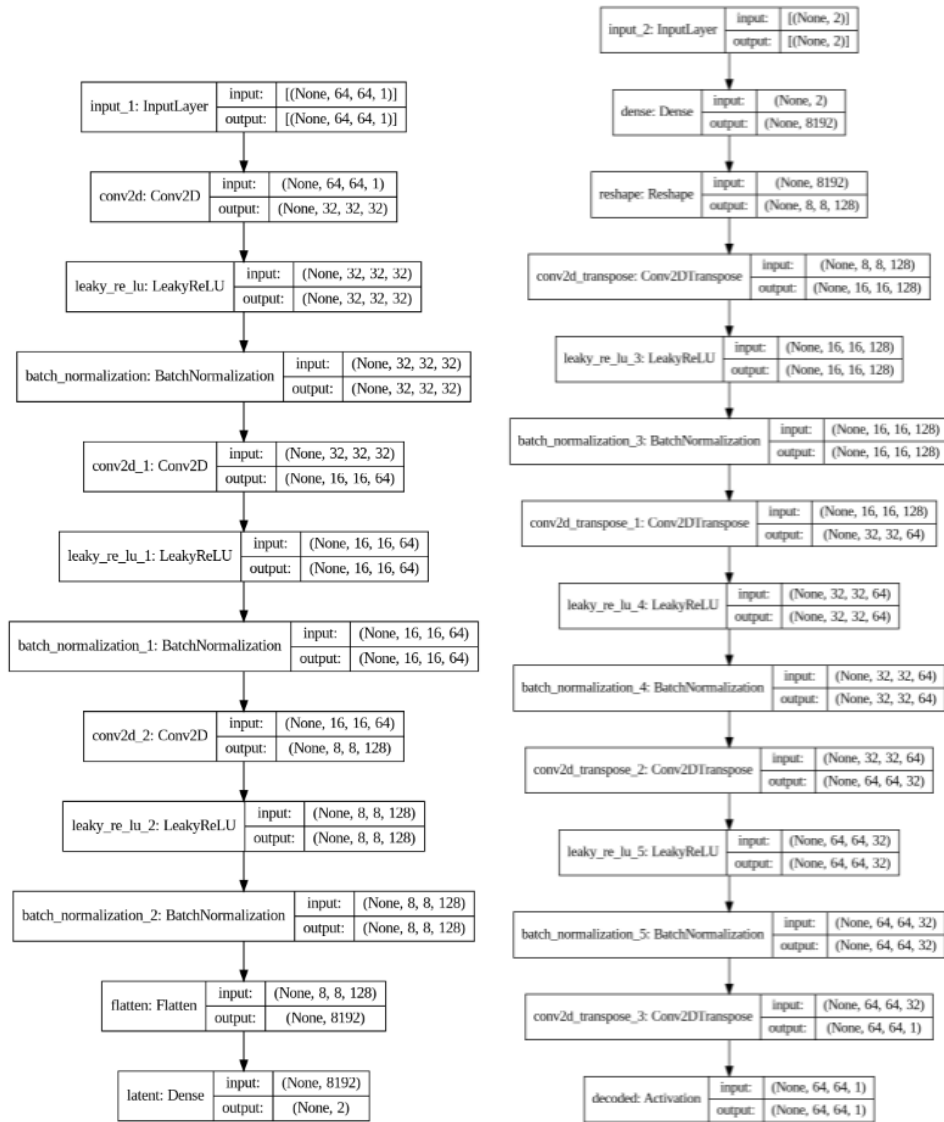 input_1: InputLayer
input: [(None, 64, 64, 1)]
output: [(None, 64, 64, 1)]
conv2d: Conv2D
input: (None, 64, 64, 1)
output: (None, 32, 32, 32)
leaky_re_lu: LeakyReLU
input: (None, 32, 32, 32)
output: (None, 32, 32, 32)
batch_normalization: BatchNormalization
input: (None, 32, 32, 32)
output: (None, 32, 32, 32)
conv2d_1: Conv2D
input: (None, 32, 32, 32)
output: (None, 16, 16, 64)
leaky_re_lu_1: LeakyReLU
input: (None, 16, 16, 64)
output: (None, 16, 16, 64)
batch_normalization_1: BatchNormalization
input: (None, 16, 16, 64)
output: (None, 16, 16, 64)
conv2d_2: Conv2D
input: (None, 16, 16, 64)
output: (None, 8, 8, 128)
leaky_re_lu_2: LeakyReLU
input: (None, 8, 8, 128)
output: (None, 8, 8, 128)
batch_normalization_2: BatchNormalization
input: (None, 8, 8, 128)
output: (None, 8, 8, 128)
flatten: Flatten
input: (None, 8, 8, 128)
output: (None, 8192)
latent: Dense
input: (None, 8192)
output: (None, 2)
input_2: InputLayer
input: [(None, 2)]
output: [(None, 2)]
dense: Dense
input: (None, 2)
output: (None, 8192)
reshape: Reshape
input: (None, 8192)
output: (None, 8, 8, 128)
conv2d_transpose: Conv2DTranspose
input: (None, 8, 8, 128)
output: (None, 16, 16, 128)
leaky_re_lu_3: LeakyReLU
input: (None, 16, 16, 128)
output: (None, 16, 16, 128)
batch_normalization_3: BatchNormalization
input: (None, 16, 16, 128)
output: (None, 16, 16, 128)
conv2d_transpose_1: Conv2DTranspose
input: (None, 16, 16, 128)
output: (None, 32, 32, 64)
leaky_re_lu_4: LeakyReLU
input: (None, 32, 32, 64)
output: (None, 32, 32, 64)
batch_normalization_4: BatchNormalization
input: (None, 32, 32, 64)
output: (None, 32, 32, 64)
conv2d_transpose_2: Conv2DTranspose
input: (None, 32, 32, 64)
output: (None, 64, 64, 32)
leaky_re_lu_5: LeakyReLU
input: (None, 64, 64, 32)
output: (None, 64, 64, 32)
batch_normalization_5: BatchNormalization
input: (None, 64, 64, 32)
output: (None, 64, 64, 32)
conv2d_transpose_3: Conv2DTranspose
input: (None, 64, 64, 32)
output: (None, 64, 64, 1)
decoded: Activation
input: (None, 64, 64, 1)
output: (None, 64, 64, 1)